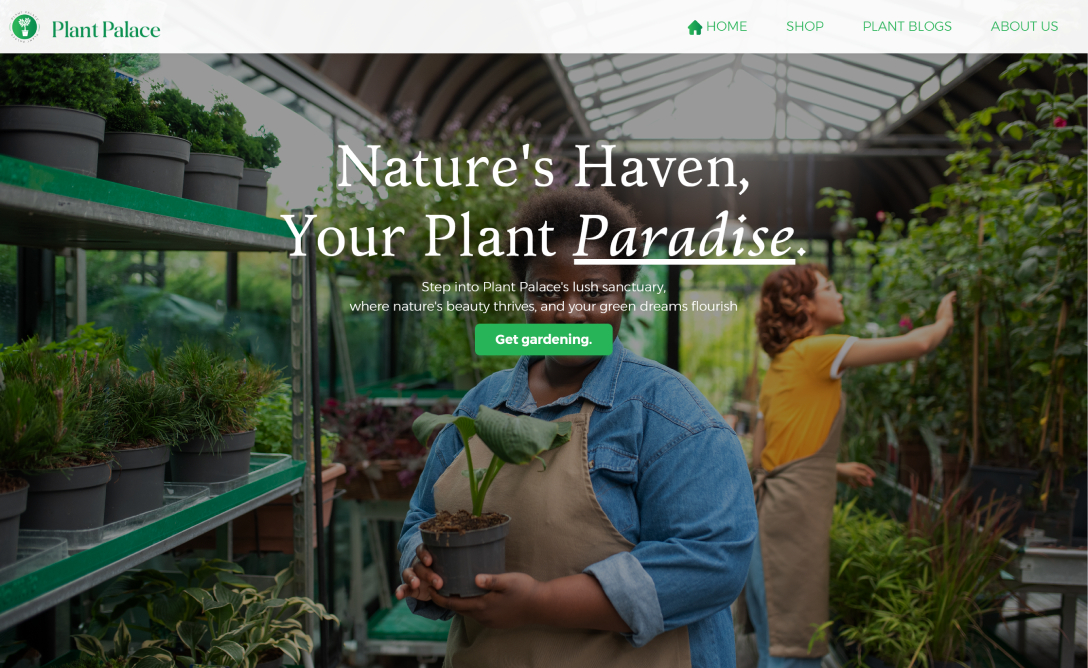 Plant Palace
HOME
SHOP
PLANT BLOGS
ABOUT US
Nature's Haven,
Your Plant Paradise.
Step into Plant Palace's lush sanctuary,
where nature's beauty thrives, and your green dreams flourish
Get gardening.